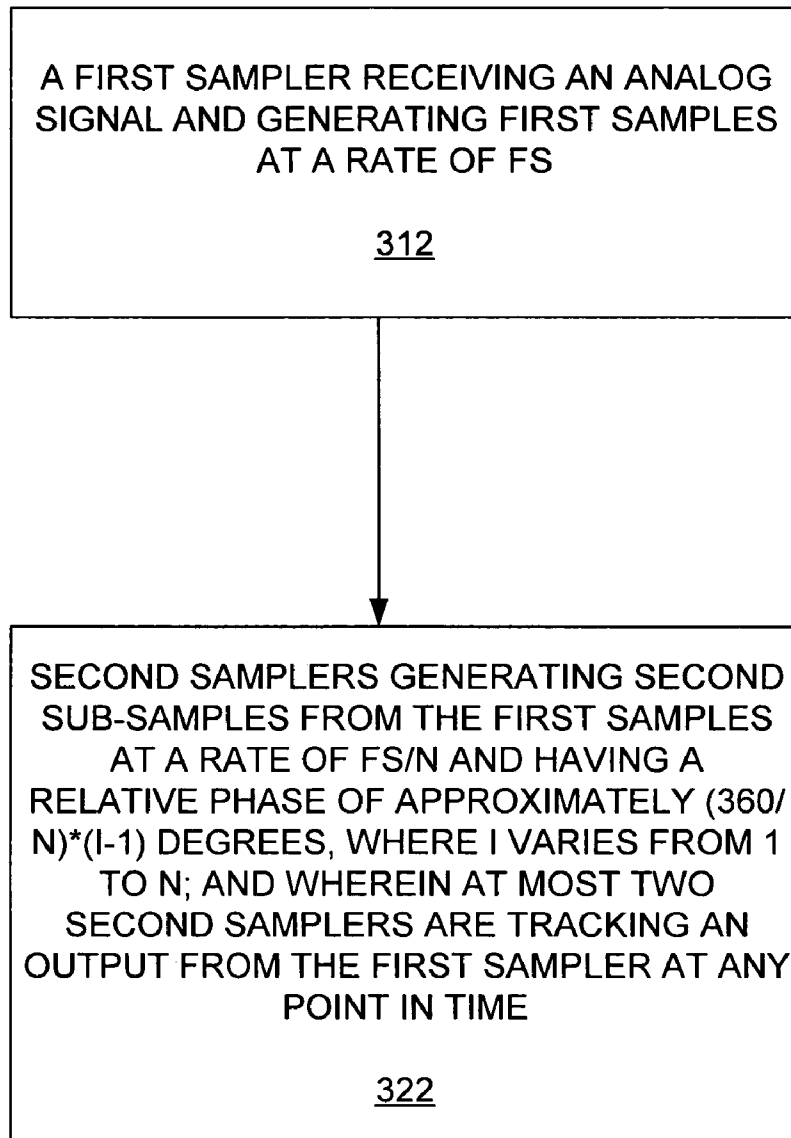 A FIRST SAMPLER RECEIVING AN ANALOG
SIGNAL AND GENERATING FIRST SAMPLES
AT A RATE OF FS
312
SECOND SAMPLERS GENERATING SECOND
SUB-SAMPLES FROM THE FIRST SAMPLES
AT A RATE OF FS/N AND HAVING A
RELATIVE PHASE OF APPROXIMATELY (360/
N)*(I-1) DEGREES, WHERE I VARIES FROM 1
TO N; AND WHEREIN AT MOST TWO
SECOND SAMPLERS ARE TRACKING AN
OUTPUT FROM THE FIRST SAMPLER AT ANY
POINT IN TIME
322